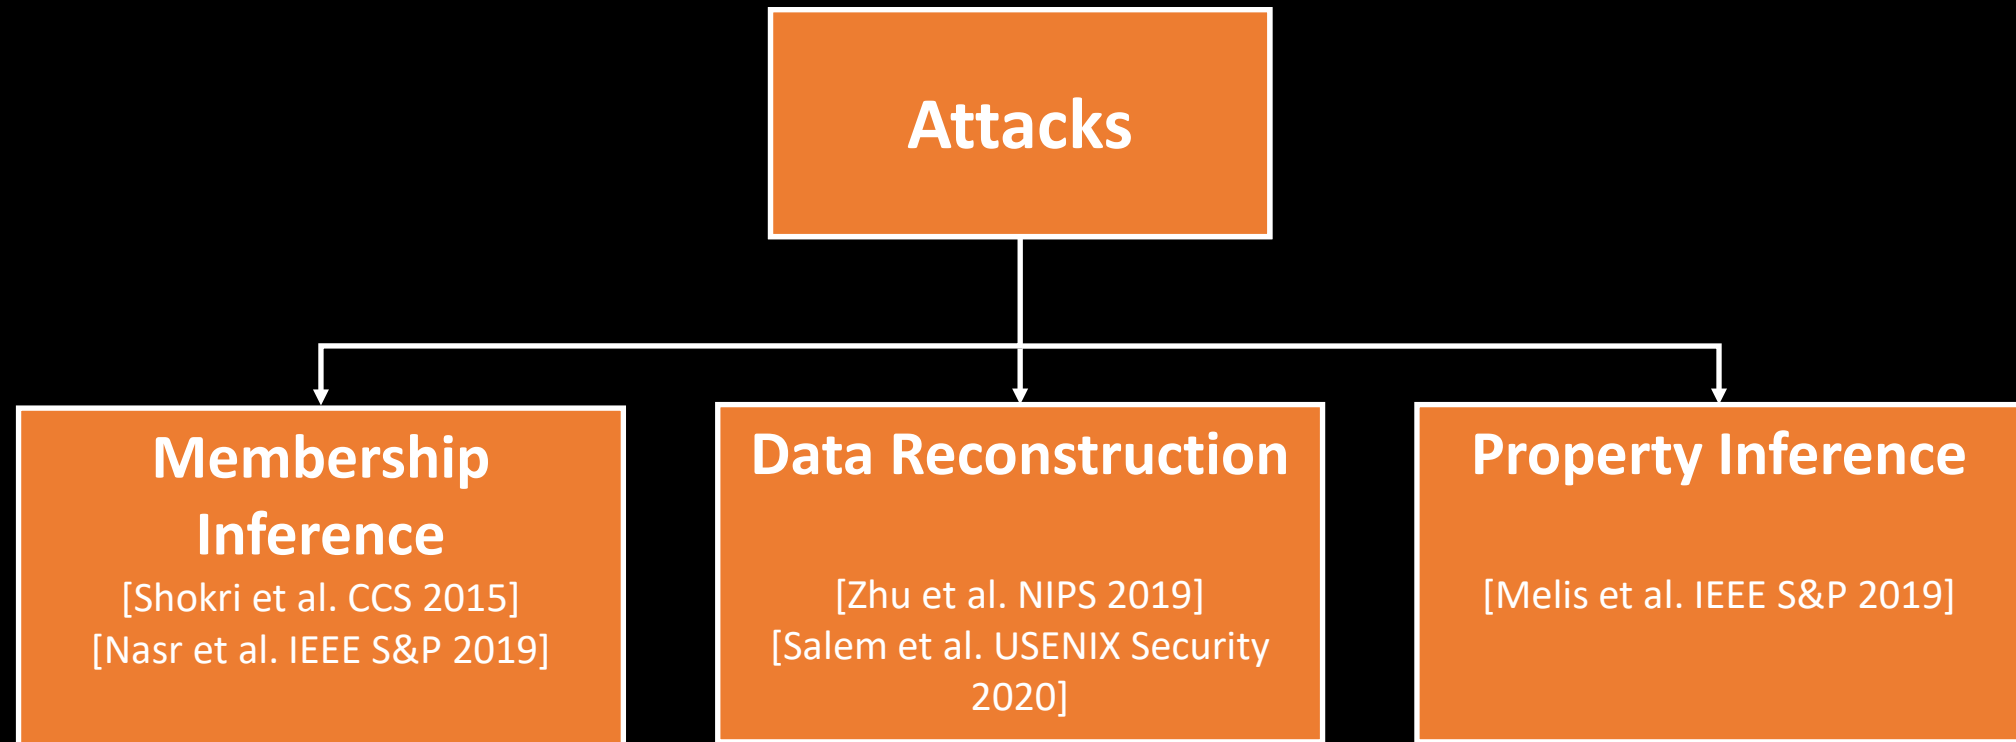 Attacks
Membership
Inference
[Shokri et al. CCS 2015]
[Nasr et al. IEEE S&P 2019]
Data Reconstruction
[Zhu et al. NIPS 2019]
[Salem et al. USENIX Security
2020]
Property Inference
[Melis et al. IEEE S&P 2019]